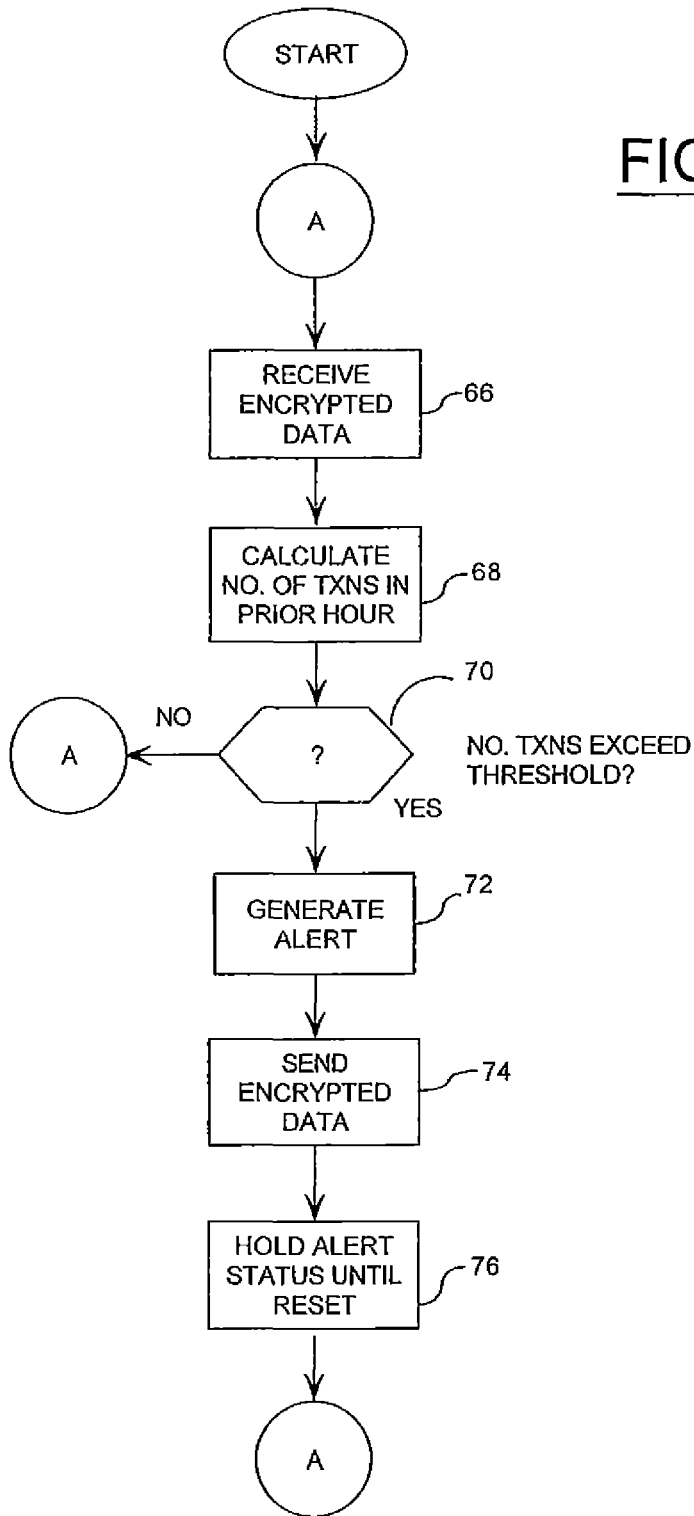 START
FIG
A
RECEIVE
ENCRYPTED
DATA
66
CALCULATE
NO. OF TXNS IN
PRIOR HOUR
68
70
NO
A
?
NO. TXNS EXCEED
THRESHOLD?
YES
GENERATE
ALERT
72
SEND
ENCRYPTED
DATA
74
HOLD ALERT
STATUS UNTIL
RESET
76
A